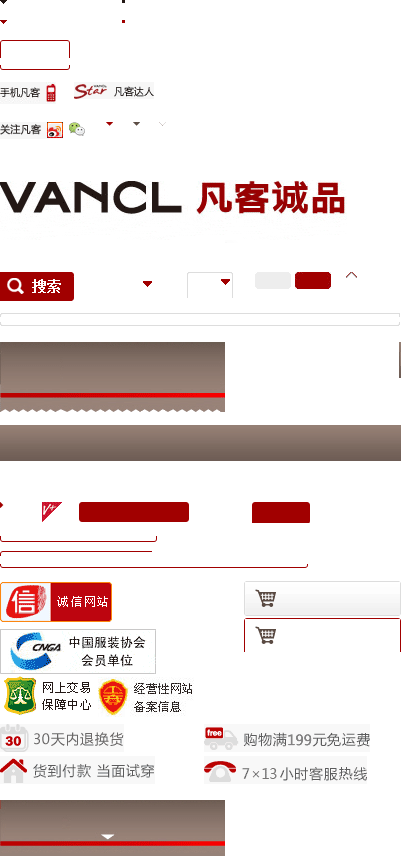 手机凡客 Star 凡客达人
关注凡客
VANCL 凡客诚品
搜索
V+
信 诚信网站
CNGA 中国服装协会
会员单位
网上交易
保障中心
经营性网站
备案信息
30 30天内退换货
free 购物满199元免运费
货到付款 当面试穿
7×13小时客服热线